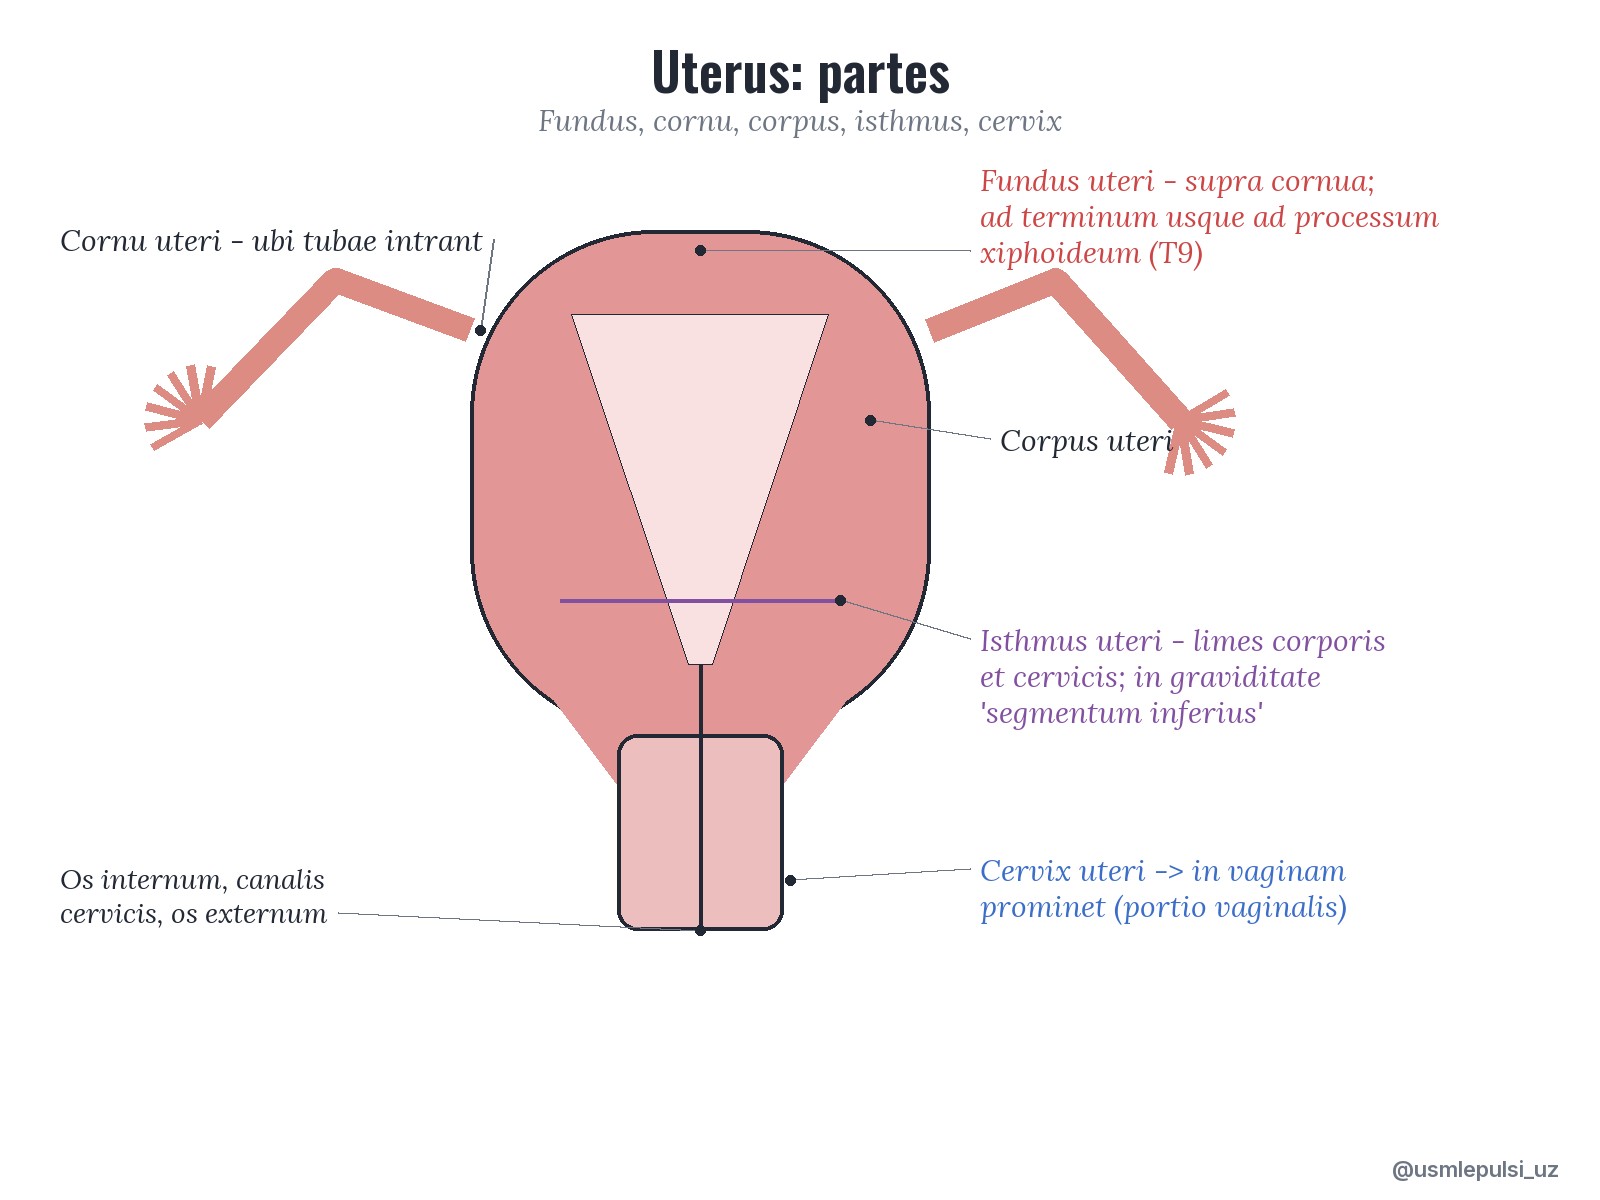 Uterus: partes
Fundus, cornu, corpus, isthmus, cervix
Fundus uteri – supra cornua;
ad terminum usque ad processum
xiphoideum (T9)
Cornu uteri – ubi tubae intrant
Corpus uteri
Isthmus uteri – limes corporis
et cervicis; in graviditate
'segmentum inferius'
Os internum, canalis
cervicis, os externum
Cervix uteri -> in vaginam
prominet (portio vaginalis)
@usmlepulsi_uz